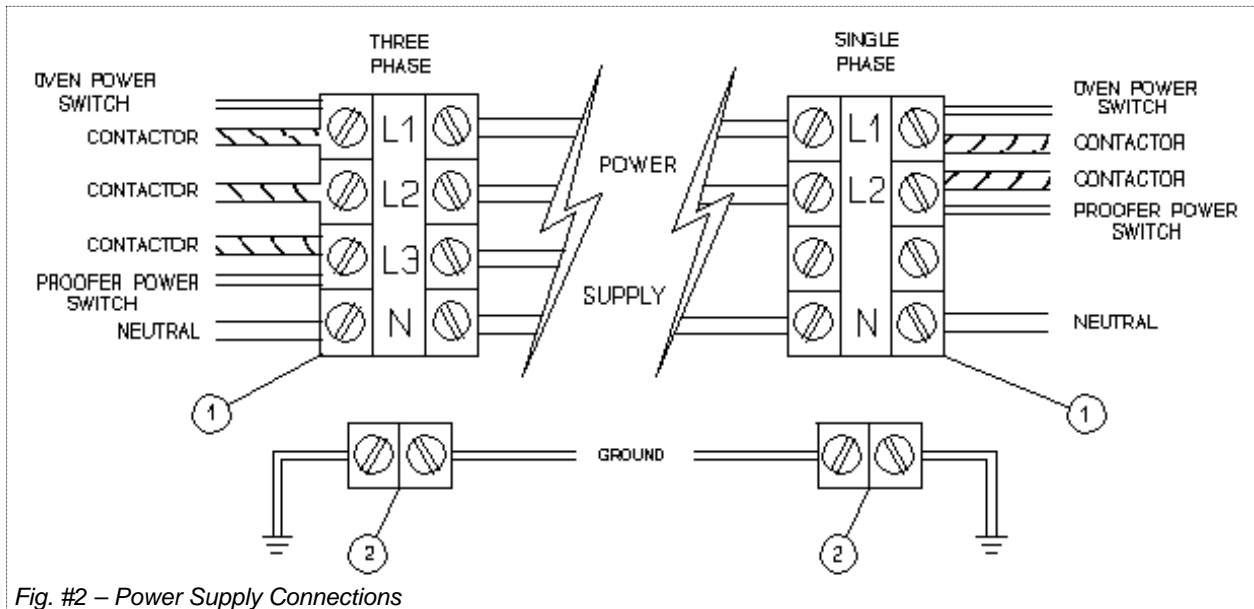 THREE
PHASE
SINGLE
PHASE
OVEN POWER
SWITCH
CONTACTOR
CONTACTOR
CONTACTOR
PROOFER POWER
SWITCH
NEUTRAL
L1
L2
L3
N
POWER
SUPPLY
L1
L2
N
OVEN POWER
SWITCH
CONTACTOR
CONTACTOR
PROOFER POWER
SWITCH
NEUTRAL
1
1
GROUND
2
2
Fig. #2 – Power Supply Connections